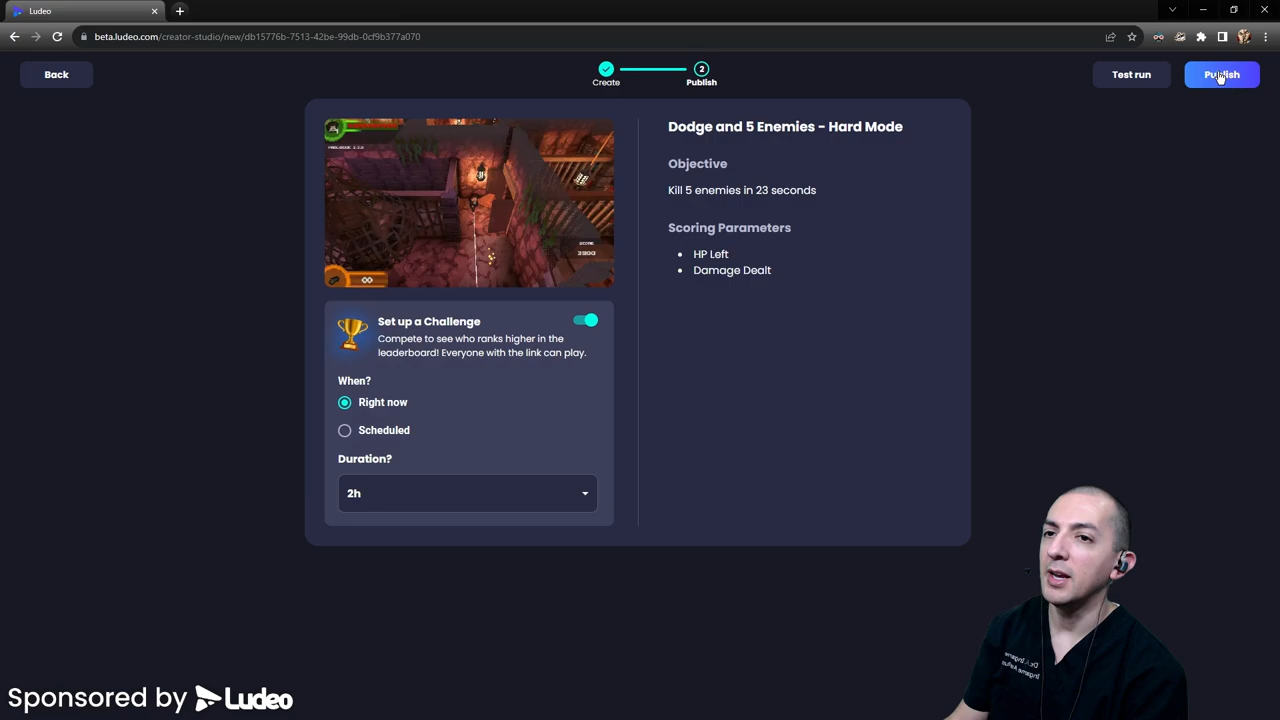 Ludeo
beta.ludeo.com/creator-studio/new/db15776b-7513-42be-99db-0cf9b377a070
Back
Create
2
Publish
Test run
Publish
PROLOGUE
SCORE
Dodge and 5 Enemies - Hard Mode
Objective
Kill 5 enemies in 23 seconds
Scoring Parameters
• HP Left
• Damage Dealt
Set up a Challenge
Compete to see who ranks higher in the
leaderboard! Everyone with the link can play.
When?
Right now
Scheduled
Duration?
2h
Sponsored by Ludeo